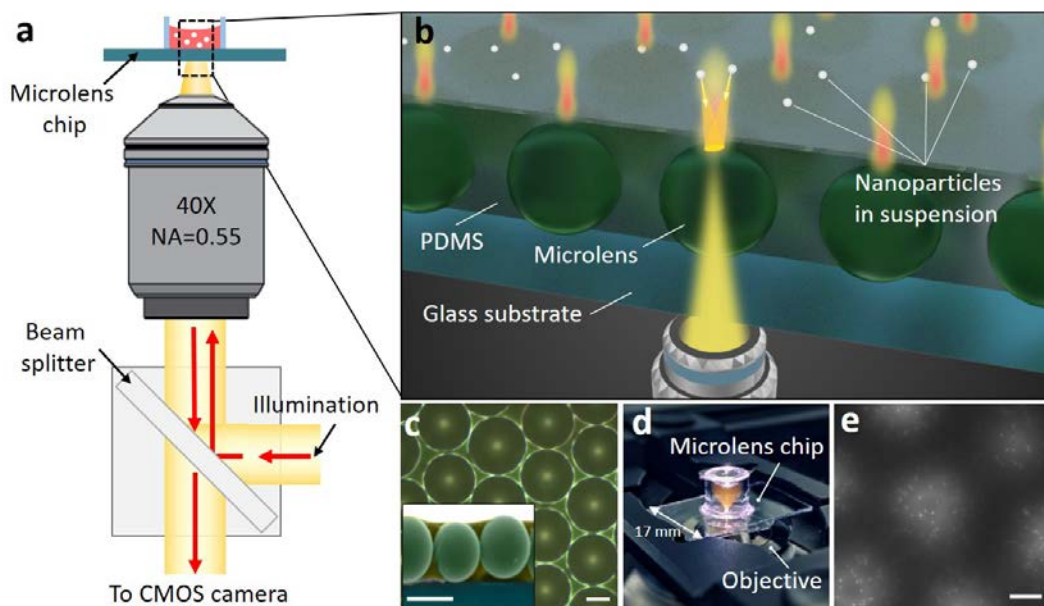 a
Microlens
chip
40X
NA=0.55
Beam
splitter
Illumination
To CMOS camera
b
PDMS
Microlens
Glass substrate
Nanoparticles
in suspension
c
d
Microlens chip
17 mm
Objective
e